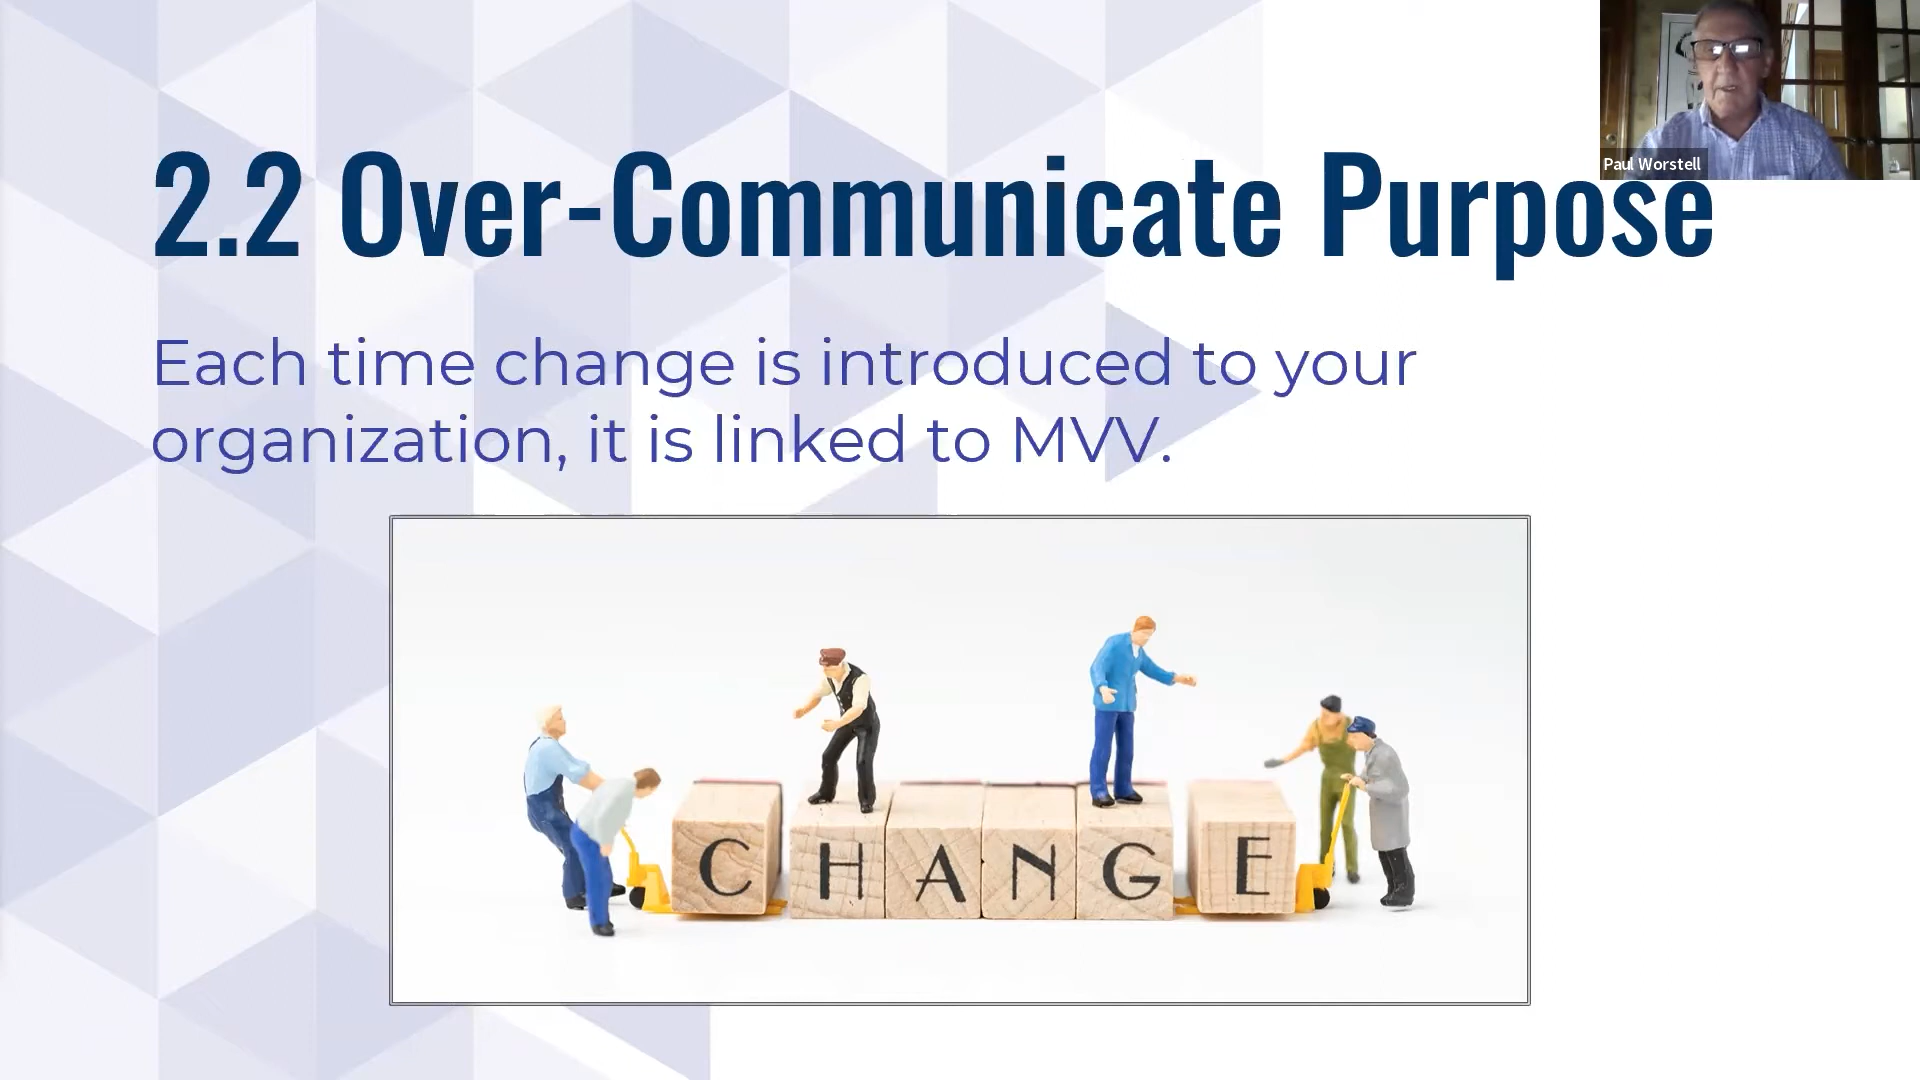 Paul Worstell
2.2 Over-Communicate Purpose
Each time change is introduced to your
organization, it is linked to MVV.
CHANGE